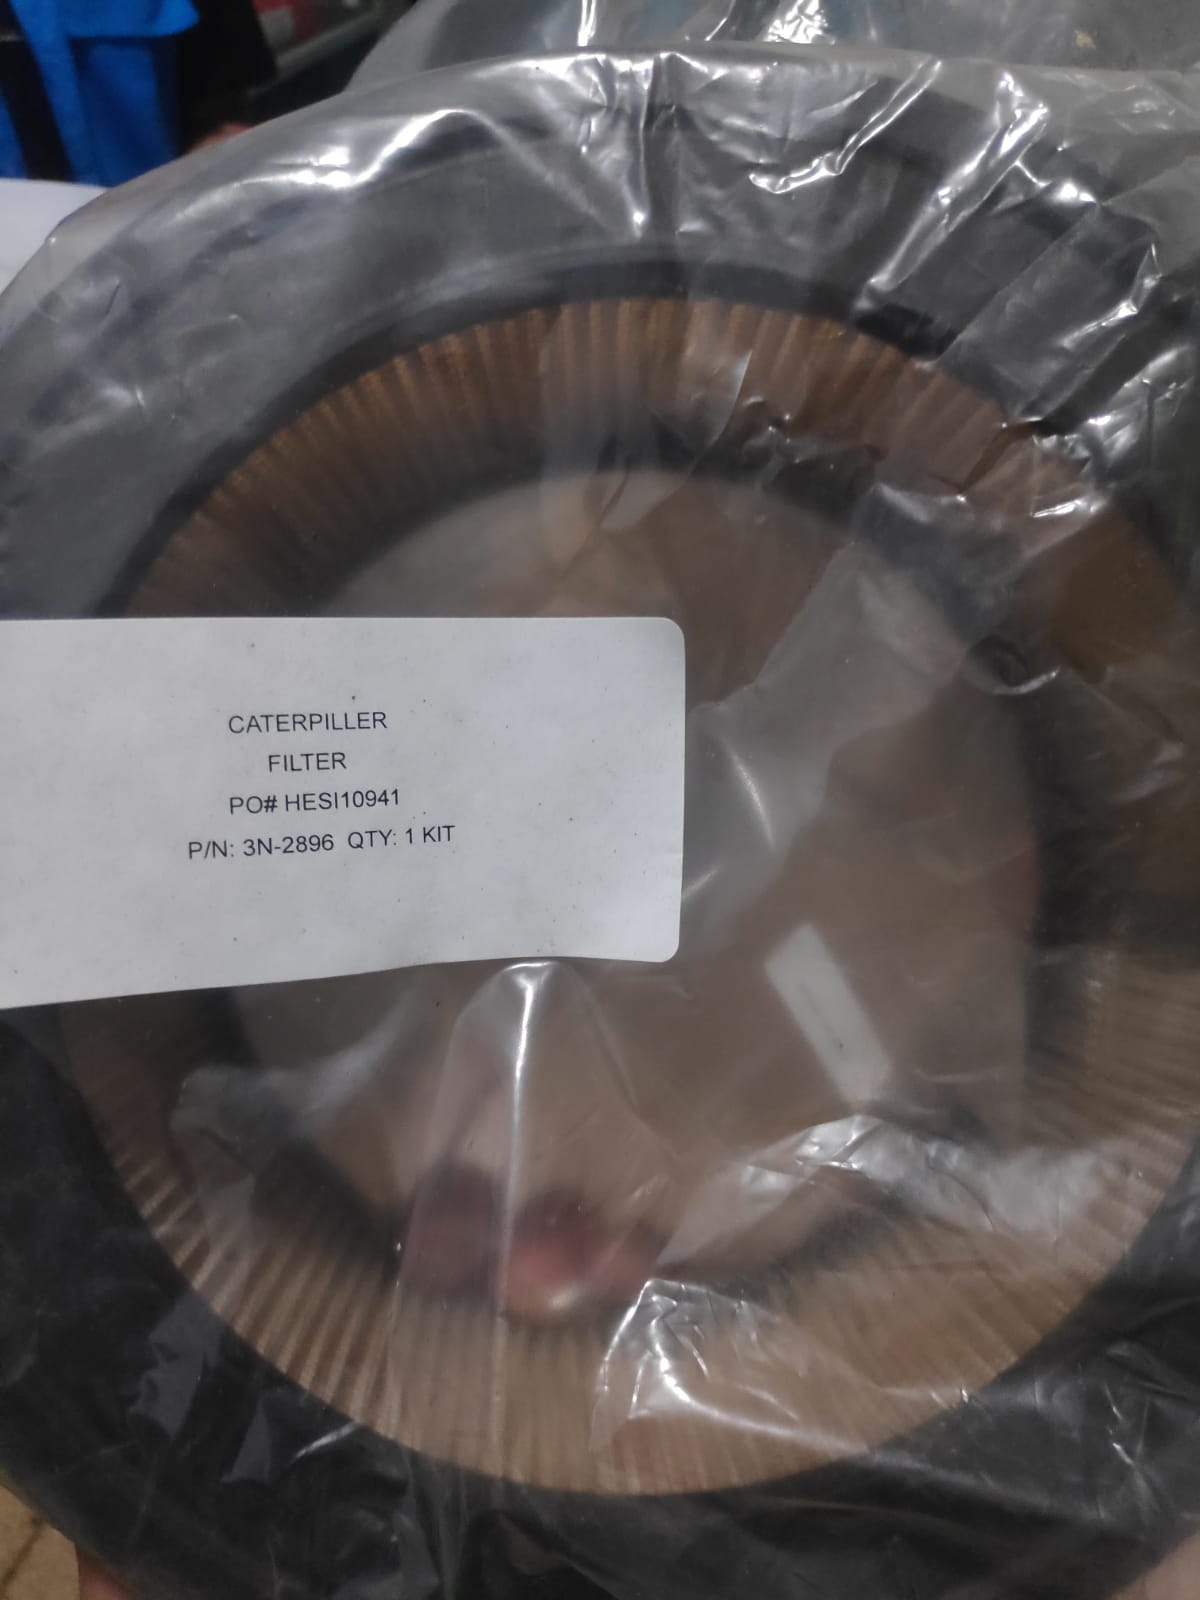 CATERPILLER
FILTER
PO# HESI10941
P/N: 3N-2896 QTY: 1 KIT